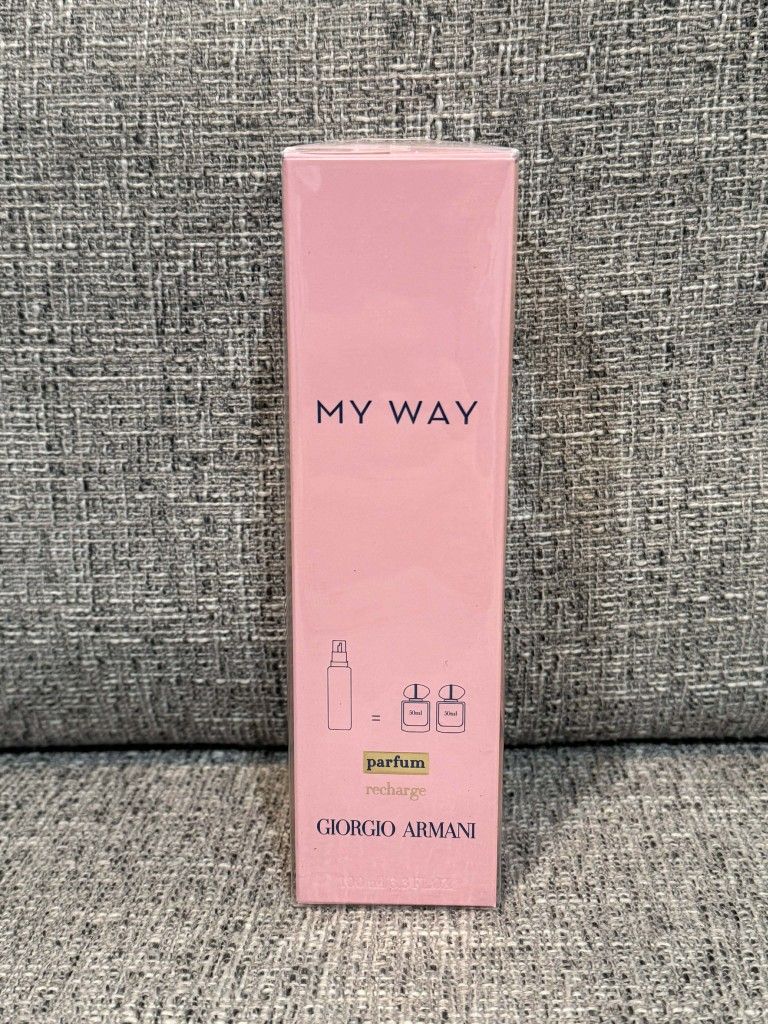 MY WAY
50ml = 50ml
parfum
recharge
GIORGIO ARMANI